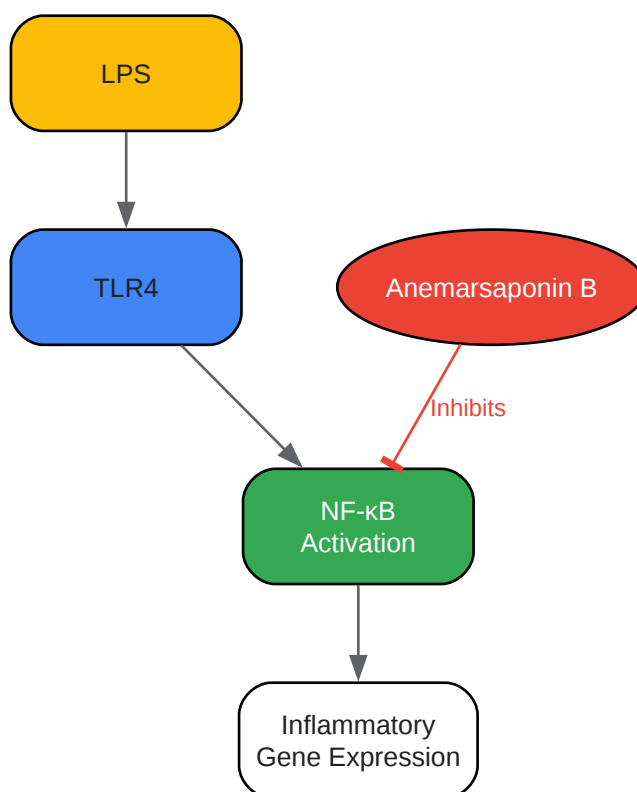 LPS
TLR4
Anemarsaponin B
Inhibits
NF-κB
Activation
Inflammatory
Gene Expression